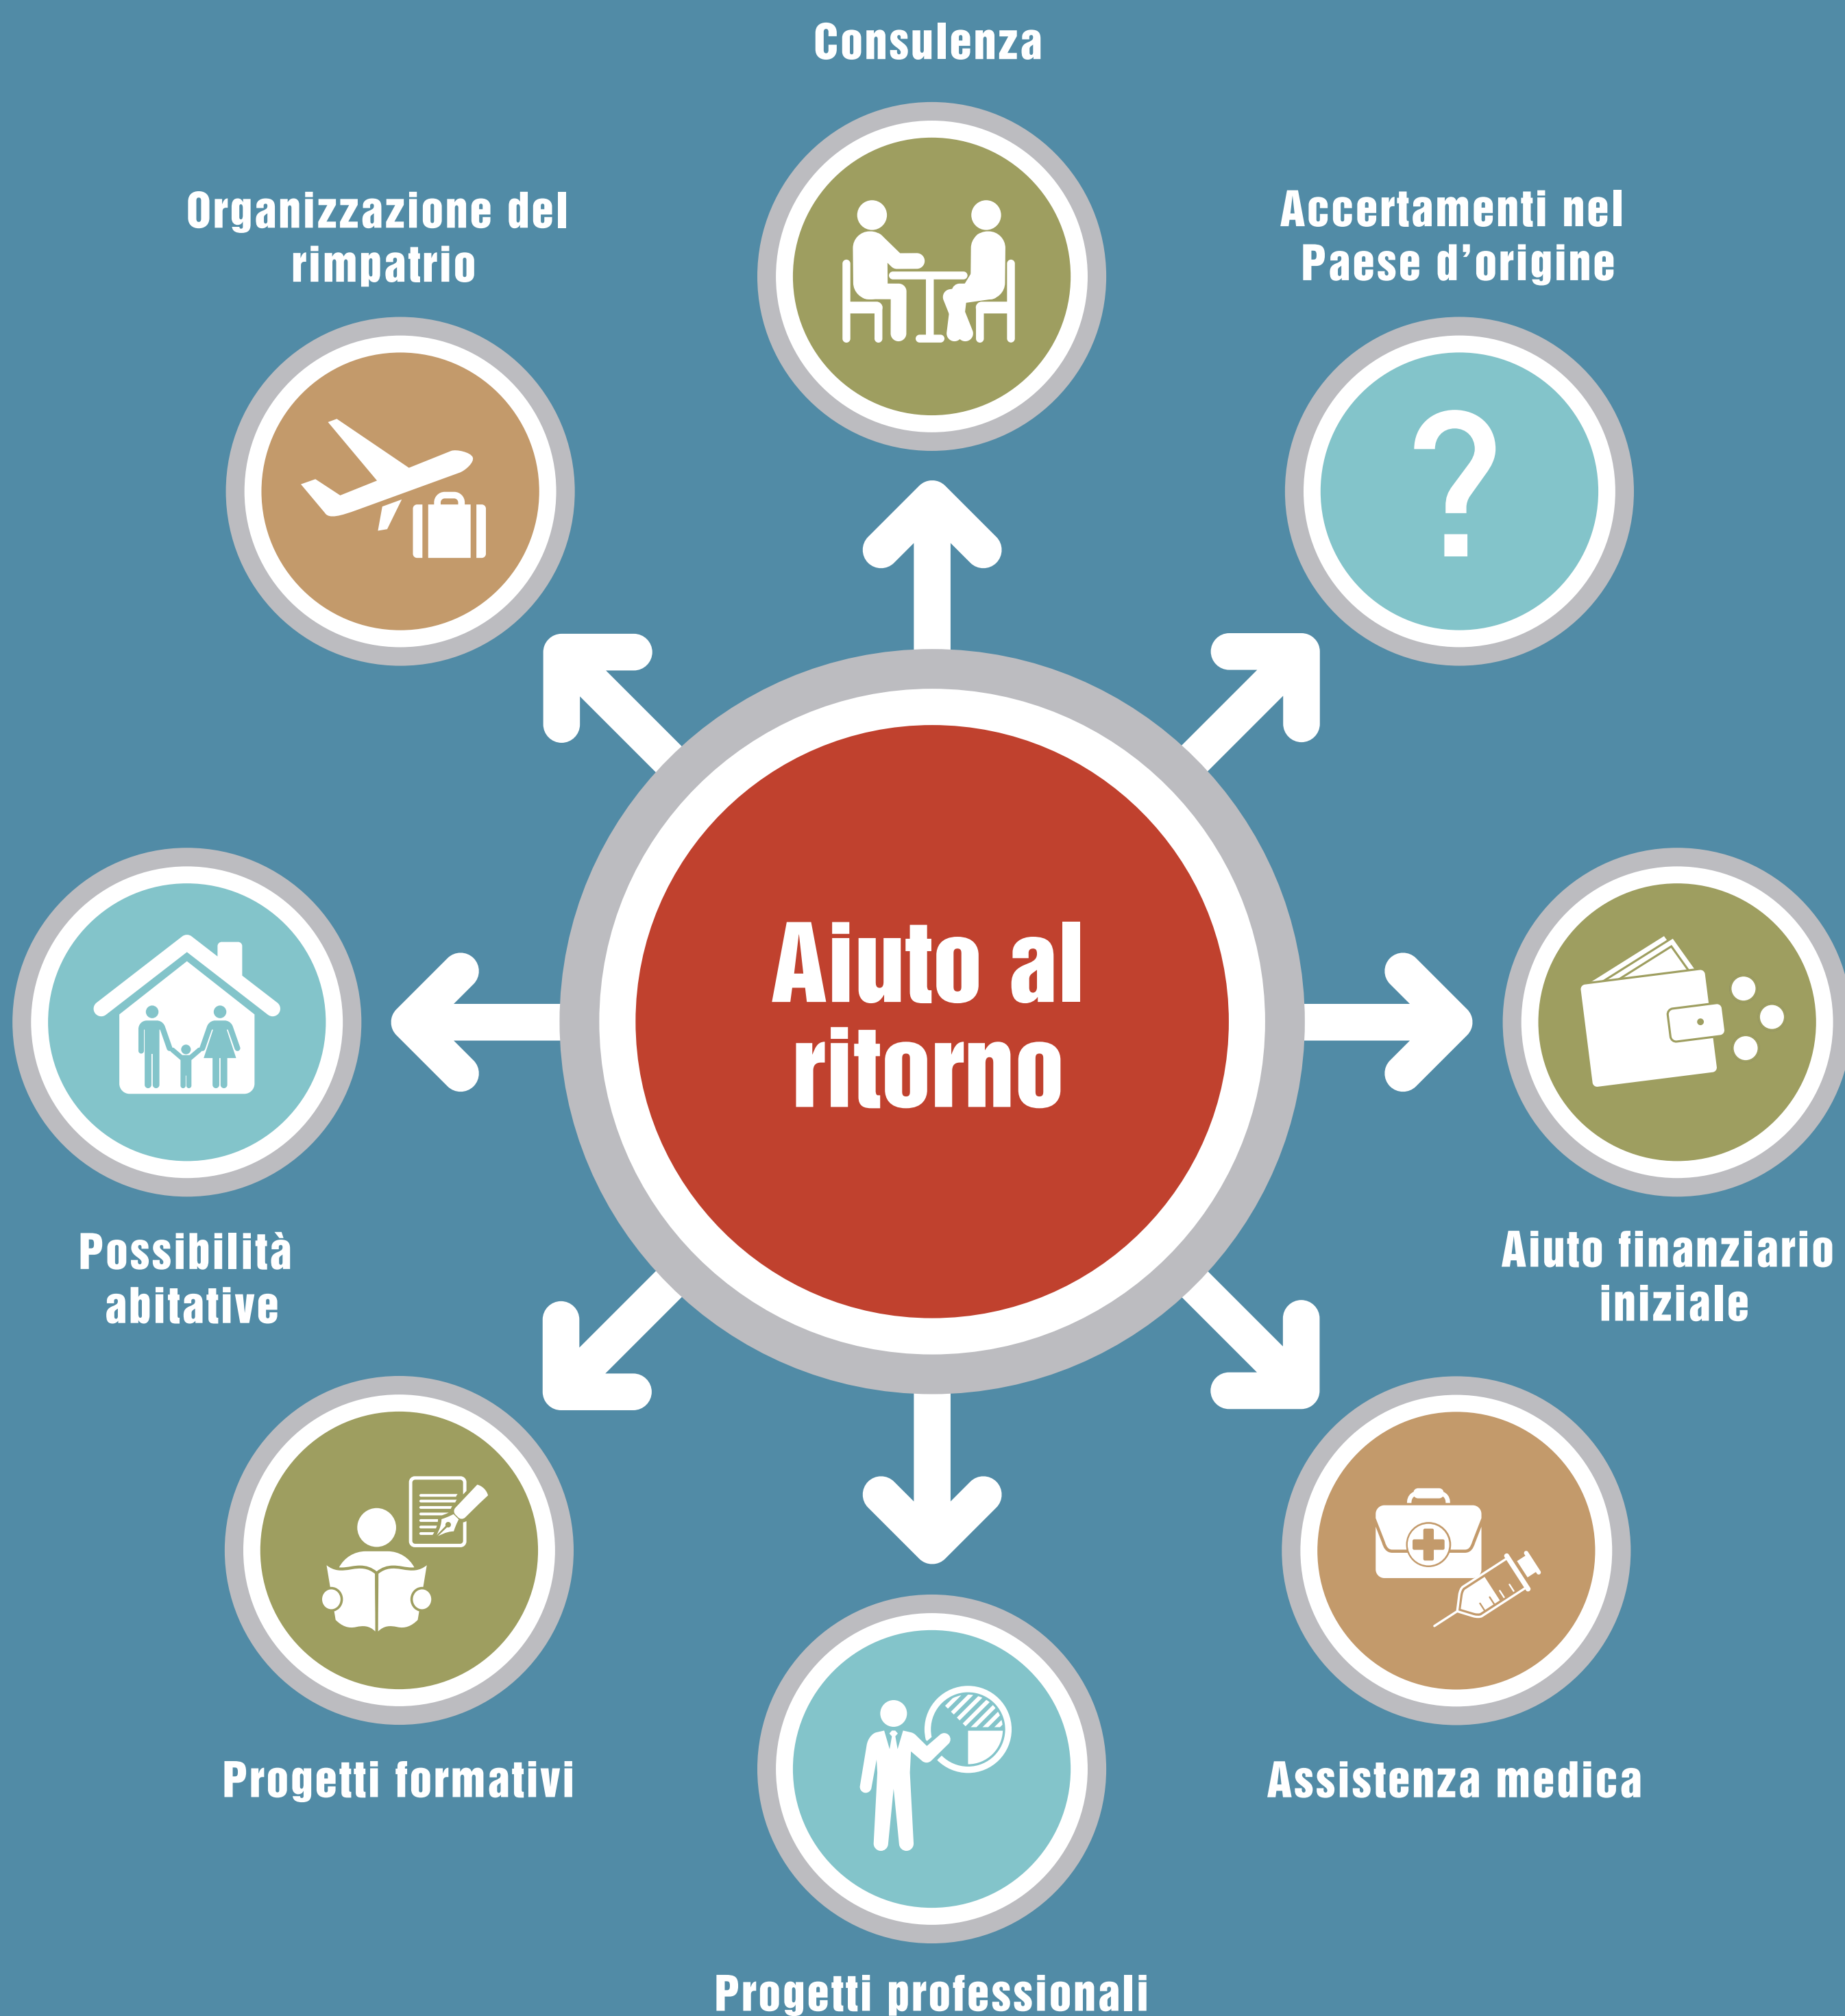 Consulenza
Organizzazione del
rimpatrio
Accertamenti nel
Paese d’origine
Aiuto al
ritorno
Possibilità
abitative
Aiuto finanziario
iniziale
Progetti formativi
Assistenza medica
Progetti professionali